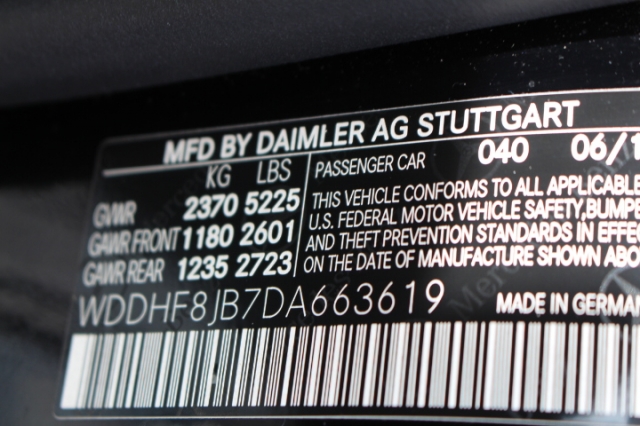 MFD BY DAIMLER AG STUTTGART
KG LBS
GVWR 2370 5225
GAWR FRONT 1180 2601
GAWR REAR 1235 2723
PASSENGER CAR 040 06/1
THIS VEHICLE CONFORMS TO ALL APPLICABLE
U.S. FEDERAL MOTOR VEHICLE SAFETY, BUMPE
AND THEFT PREVENTION STANDARDS IN EFFEC
ON THE DATE OF MANUFACTURE SHOWN ABO
WDDHF8JB7DA663619
MADE IN GERMAN